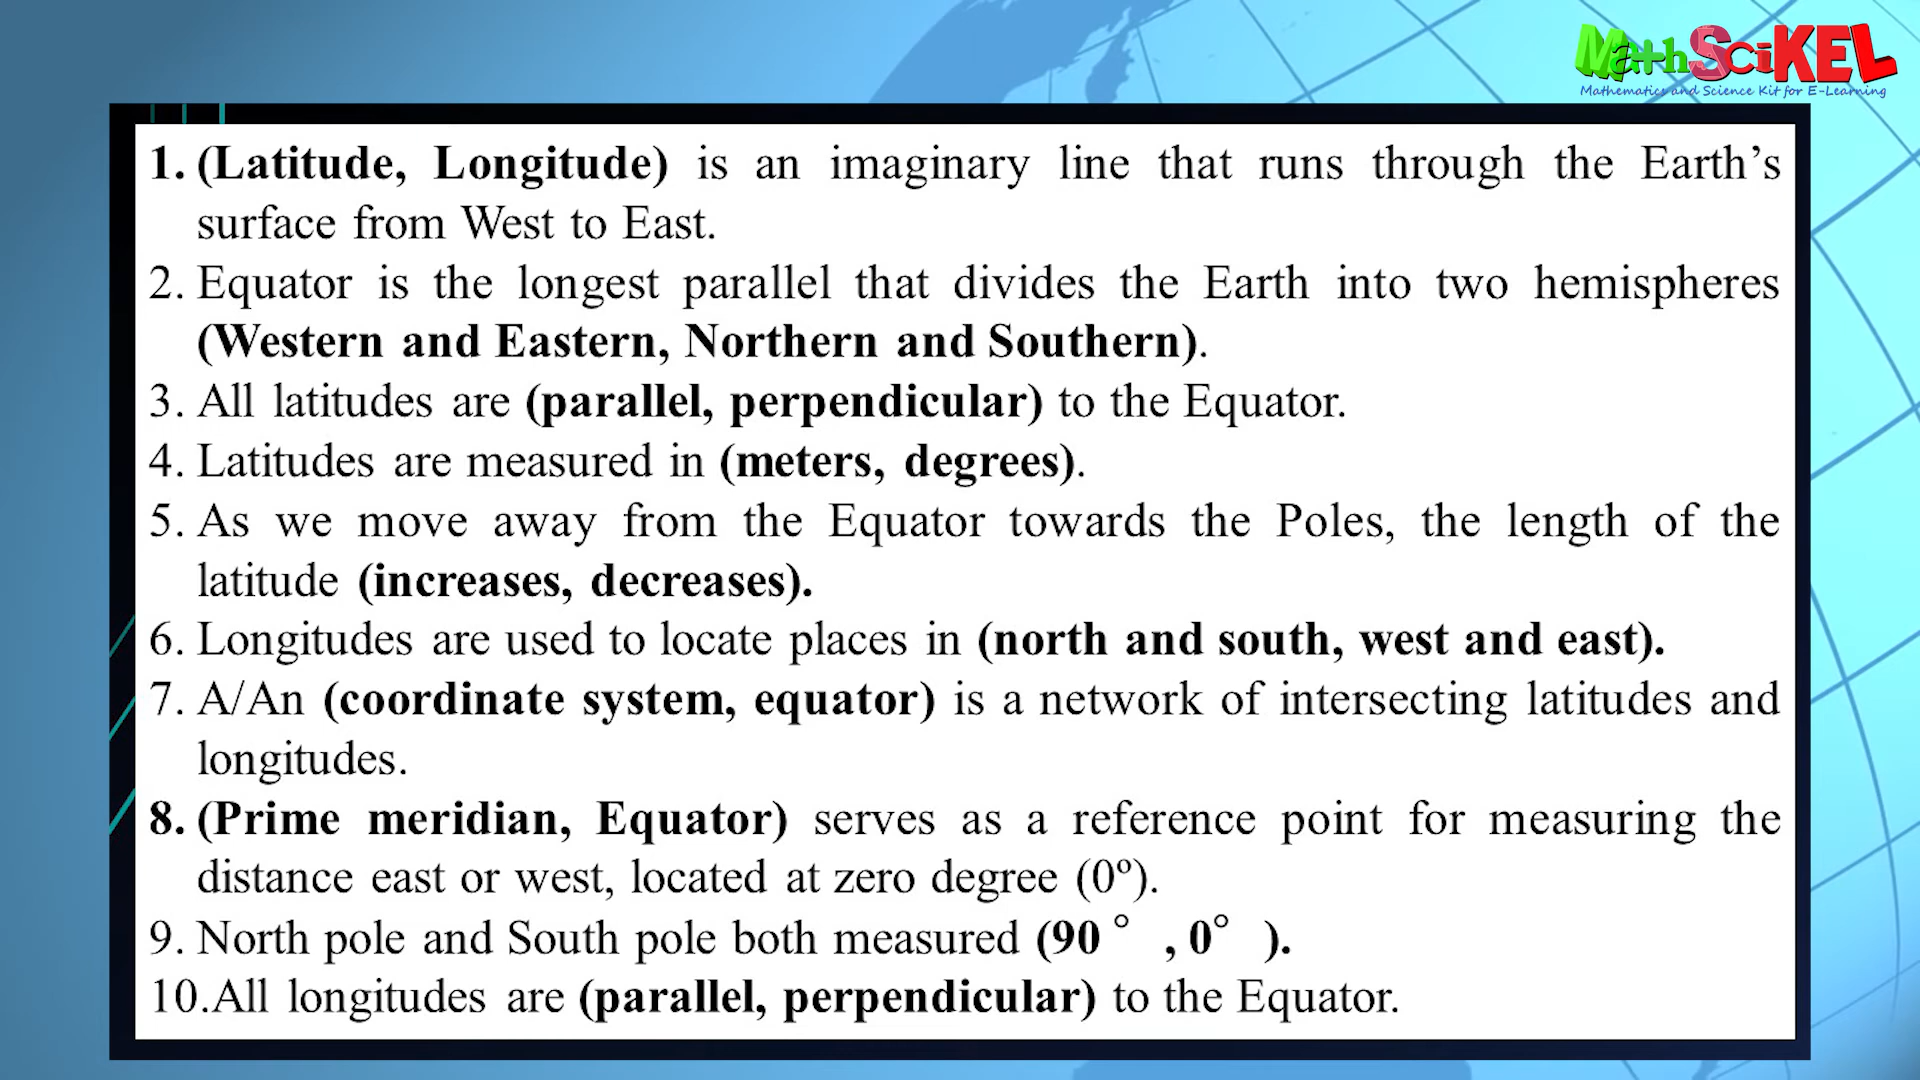 MathSciKEL
Mathematics and Science Kit for E-Learning
1. (Latitude, Longitude) is an imaginary line that runs through the Earth’s
surface from West to East.
2. Equator is the longest parallel that divides the Earth into two hemispheres
(Western and Eastern, Northern and Southern).
3. All latitudes are (parallel, perpendicular) to the Equator.
4. Latitudes are measured in (meters, degrees).
5. As we move away from the Equator towards the Poles, the length of the
latitude (increases, decreases).
6. Longitudes are used to locate places in (north and south, west and east).
7. A/An (coordinate system, equator) is a network of intersecting latitudes and
longitudes.
8. (Prime meridian, Equator) serves as a reference point for measuring the
distance east or west, located at zero degree (0º).
9. North pole and South pole both measured (90 ° , 0° ).
10.All longitudes are (parallel, perpendicular) to the Equator.